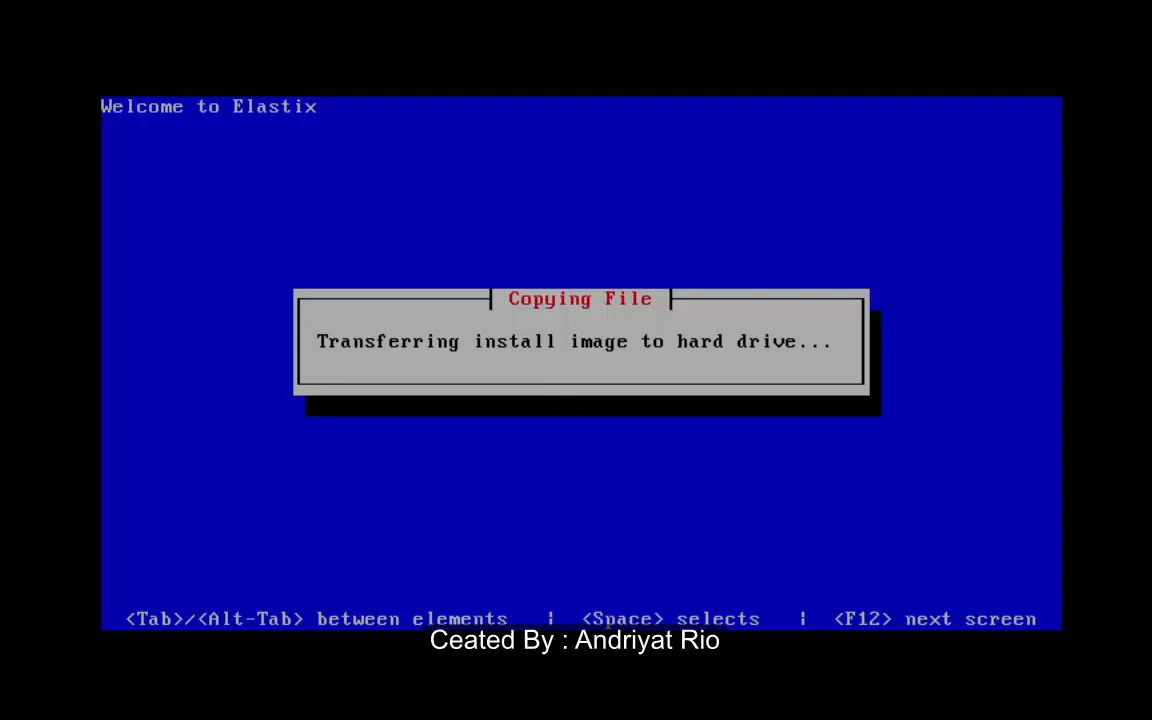 Welcome to Elastix
Copying File
Transferring install image to hard drive...
<Tab>/<Alt-Tab> between elements | <Space> selects | <F12> next screen
Ceated By : Andriyat Rio